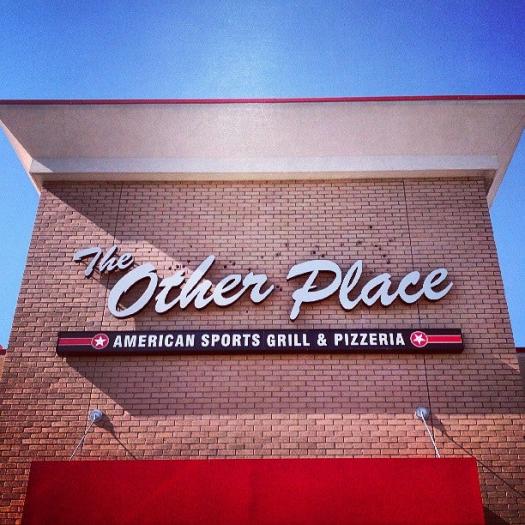 The Other Place
AMERICAN SPORTS GRILL & PIZZERIA